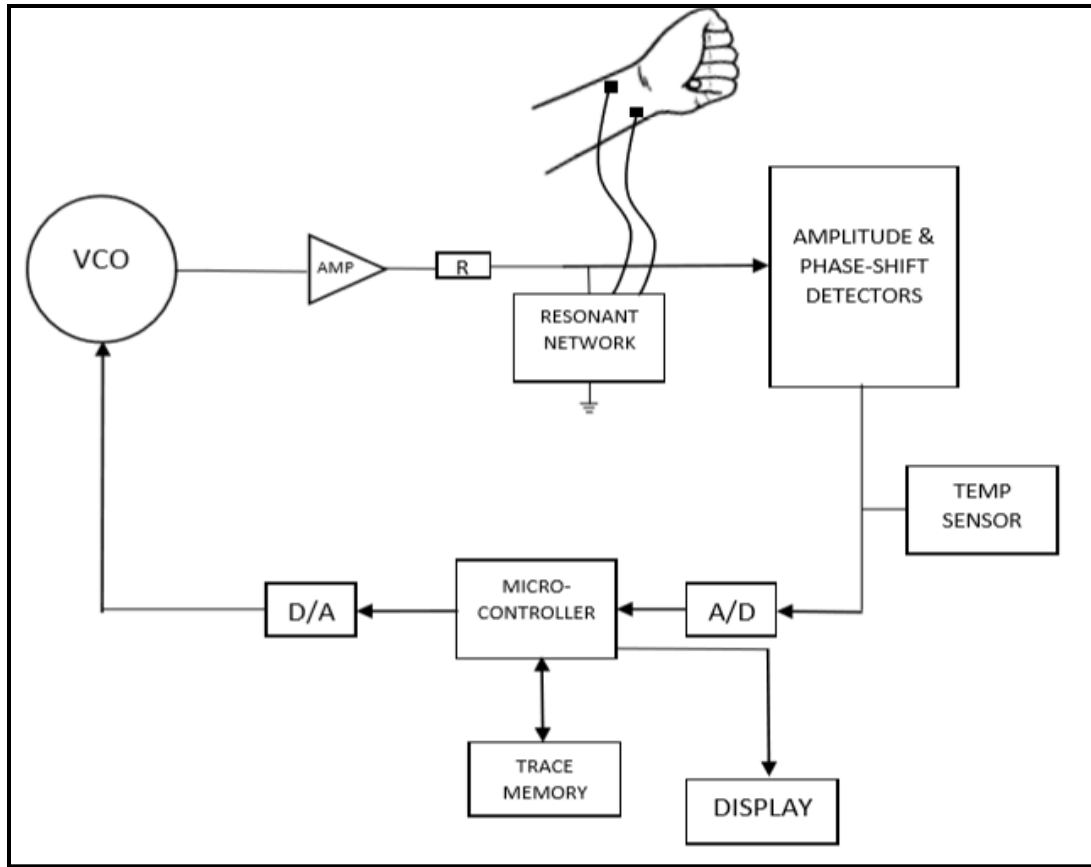 VCO
AMP
R
RESONANT
NETWORK
AMPLITUDE &
PHASE-SHIFT
DETECTORS
TEMP
SENSOR
D/A
MICRO-
CONTROLLER
A/D
TRACE
MEMORY
DISPLAY